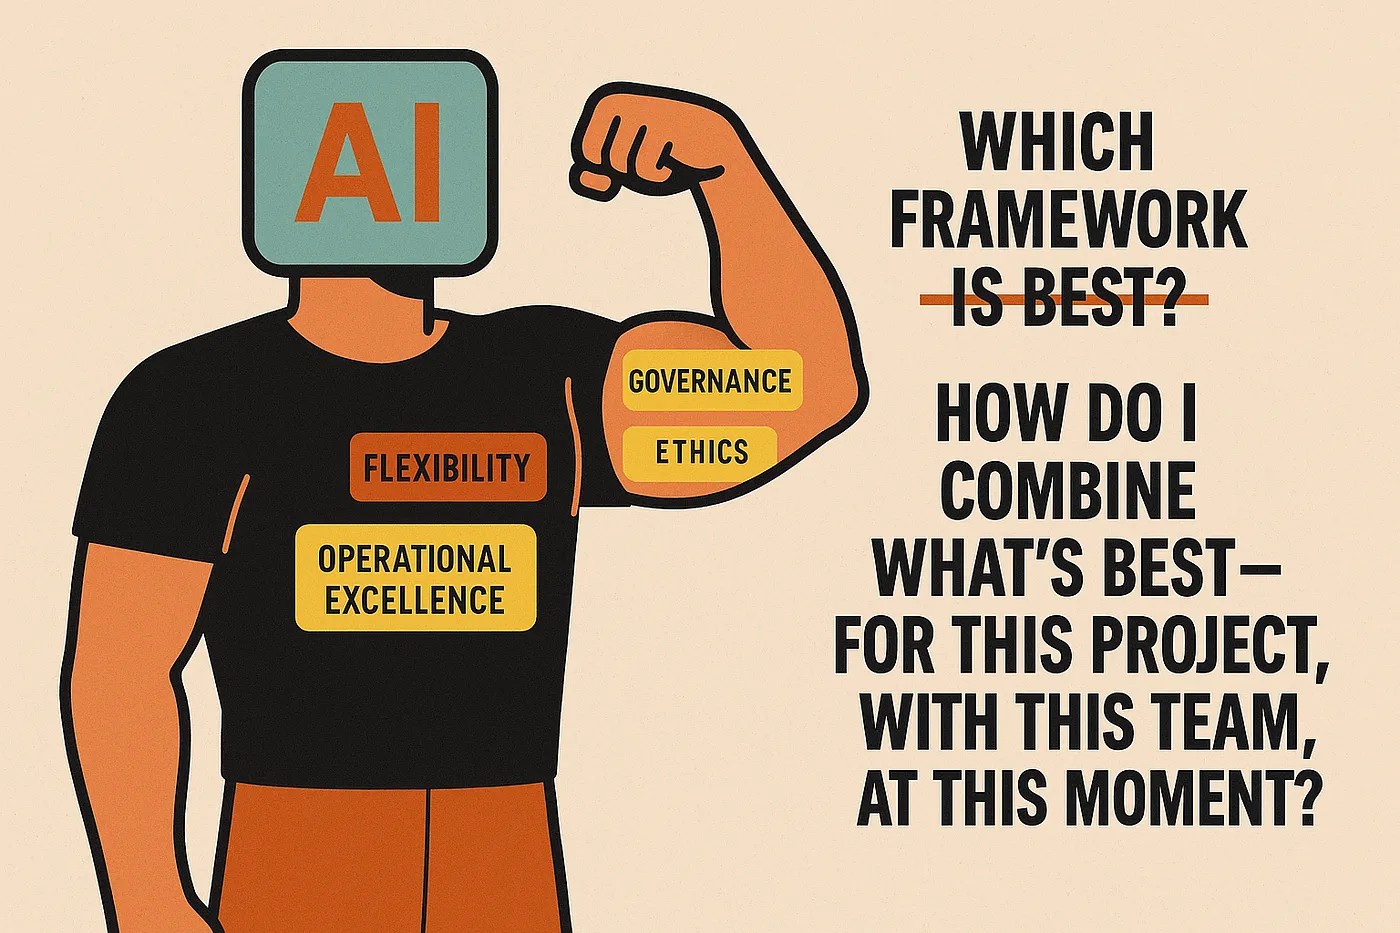 AI
GOVERNANCE
ETHICS
FLEXIBILITY
OPERATIONAL
EXCELLENCE
WHICH
FRAMEWORK
IS BEST?
HOW DO I
COMBINE
WHAT'S BEST—
FOR THIS PROJECT,
WITH THIS TEAM,
AT THIS MOMENT?